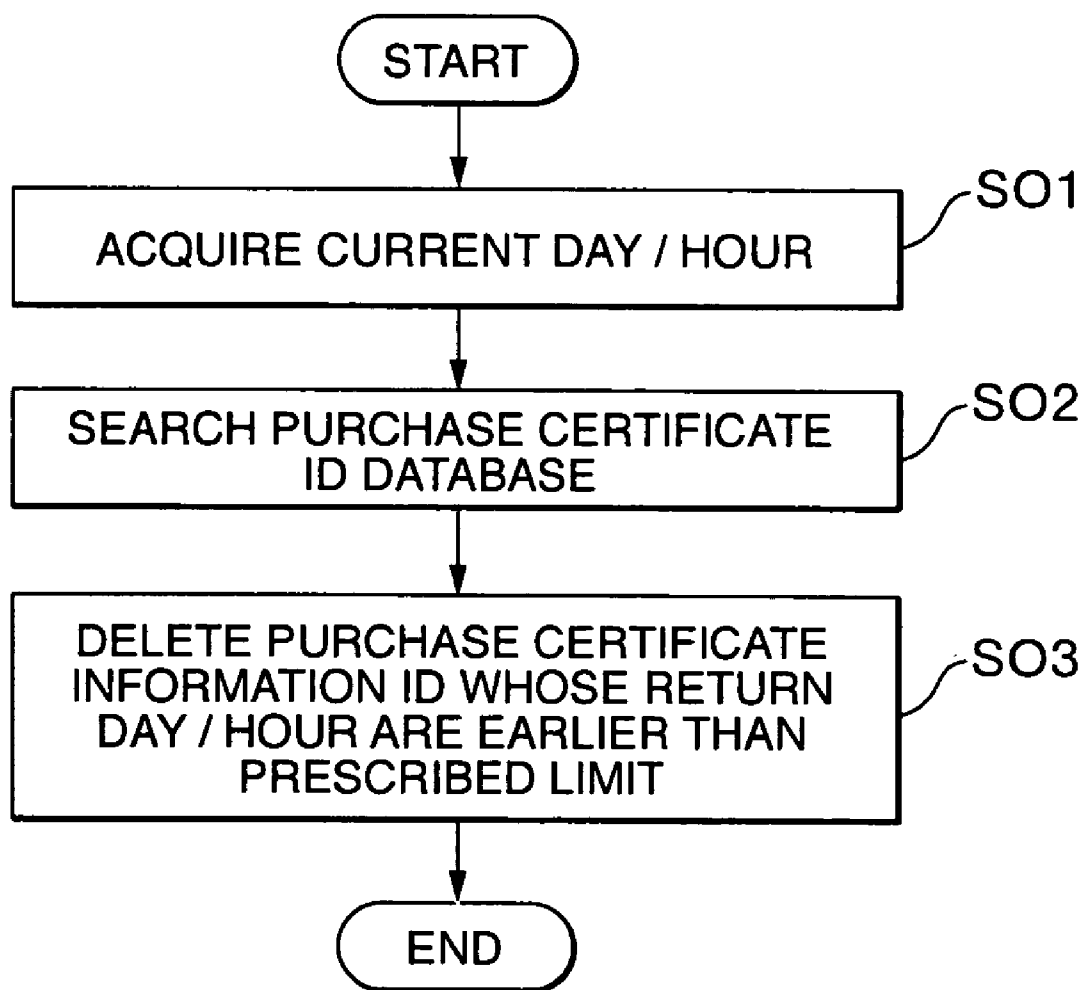 START
ACQUIRE CURRENT DAY / HOUR
SO1
SEARCH PURCHASE CERTIFICATE
ID DATABASE
SO2
DELETE PURCHASE CERTIFICATE
INFORMATION ID WHOSE RETURN
DAY / HOUR ARE EARLIER THAN
PRESCRIBED LIMIT
SO3
END